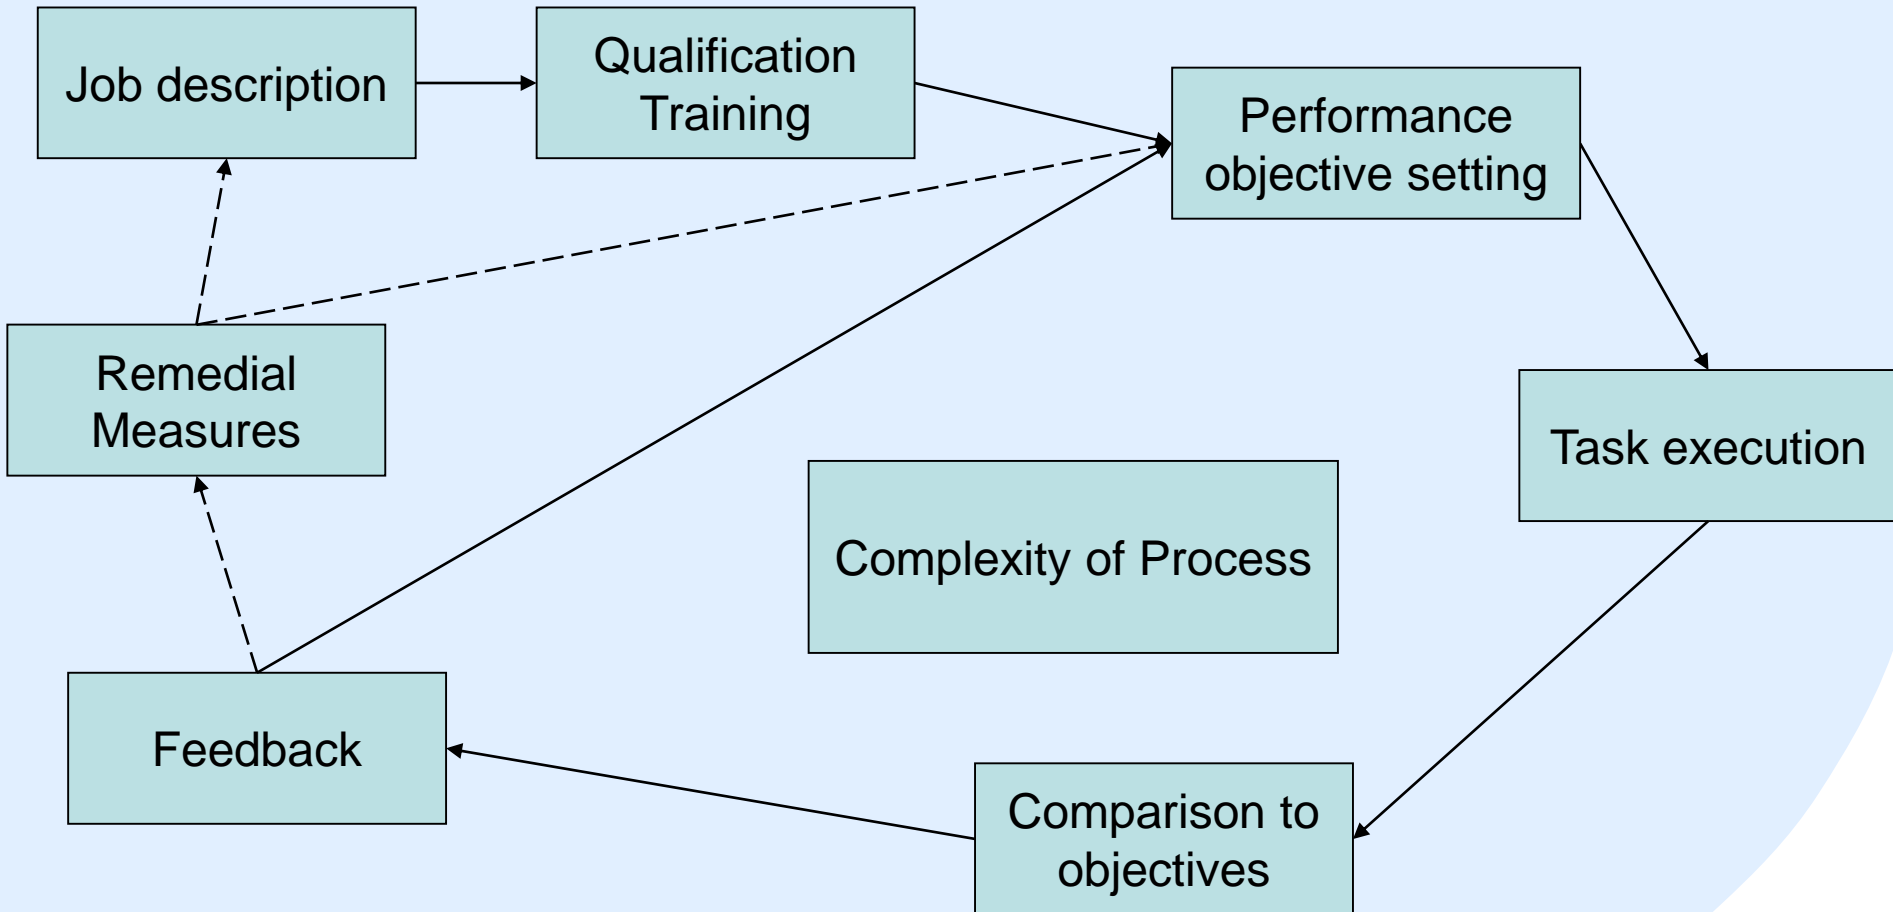 Job description
Qualification
Training
Performance
objective setting
Remedial
Measures
Task execution
Complexity of Process
Feedback
Comparison to
objectives